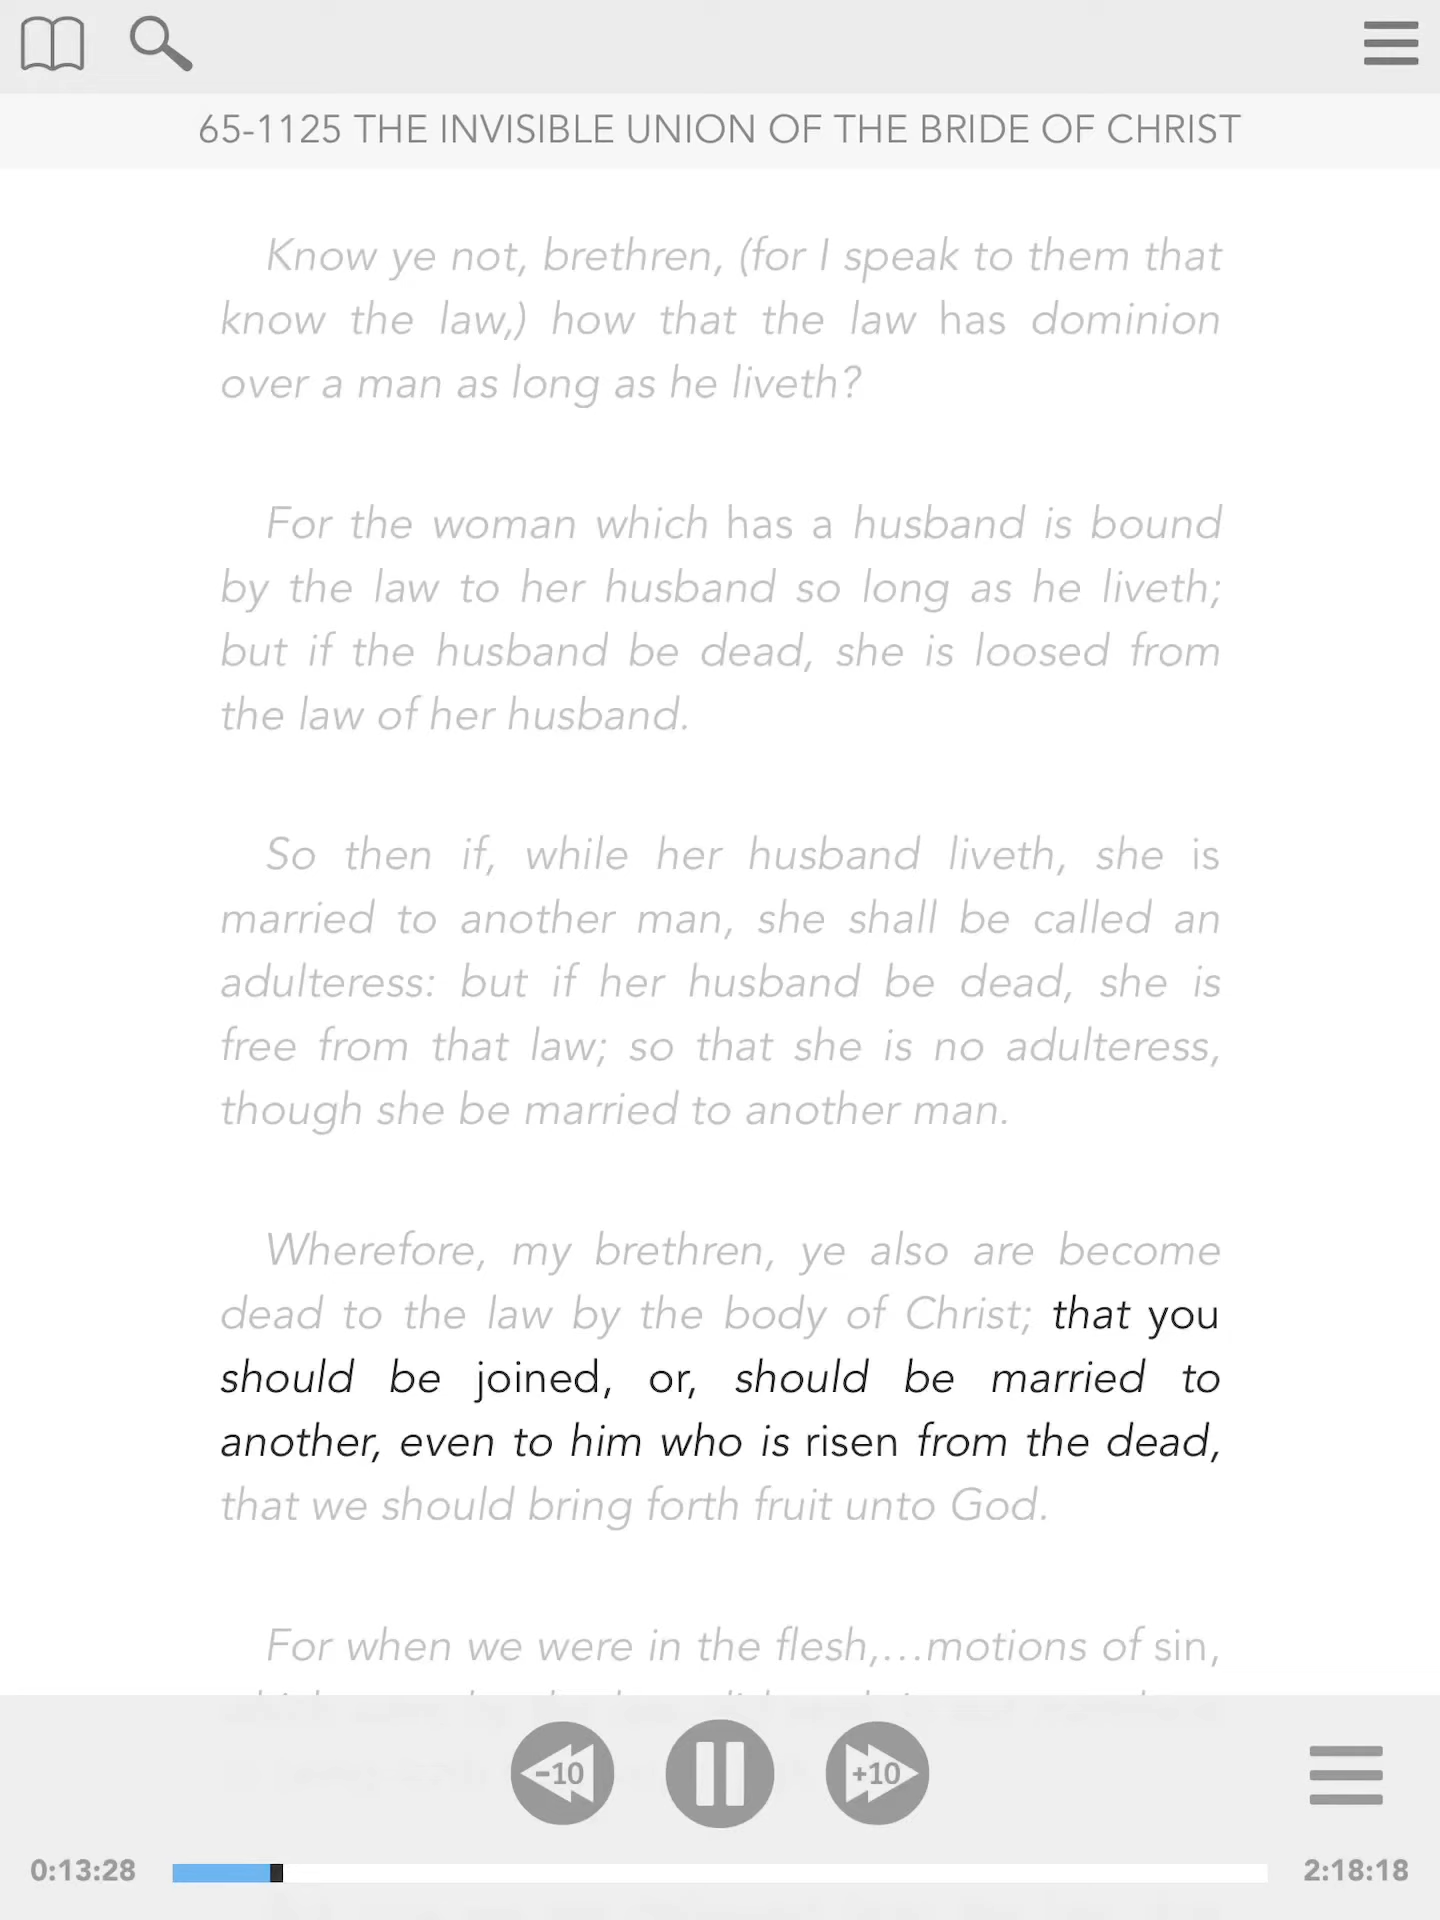 65-1125 THE INVISIBLE UNION OF THE BRIDE OF CHRIST
Know ye not, brethren, (for I speak to them that
know the law,) how that the law has dominion
over a man as long as he liveth?
For the woman which has a husband is bound
by the law to her husband so long as he liveth;
but if the husband be dead, she is loosed from
the law of her husband.
So then if, while her husband liveth, she is
married to another man, she shall be called an
adulteress: but if her husband be dead, she is
free from that law; so that she is no adulteress,
though she be married to another man.
Wherefore, my brethren, ye also are become
dead to the law by the body of Christ; that you
should be joined, or, should be married to
another, even to him who is risen from the dead,
that we should bring forth fruit unto God.
For when we were in the flesh,…motions of sin,
-10
+10
0:13:28
2:18:18